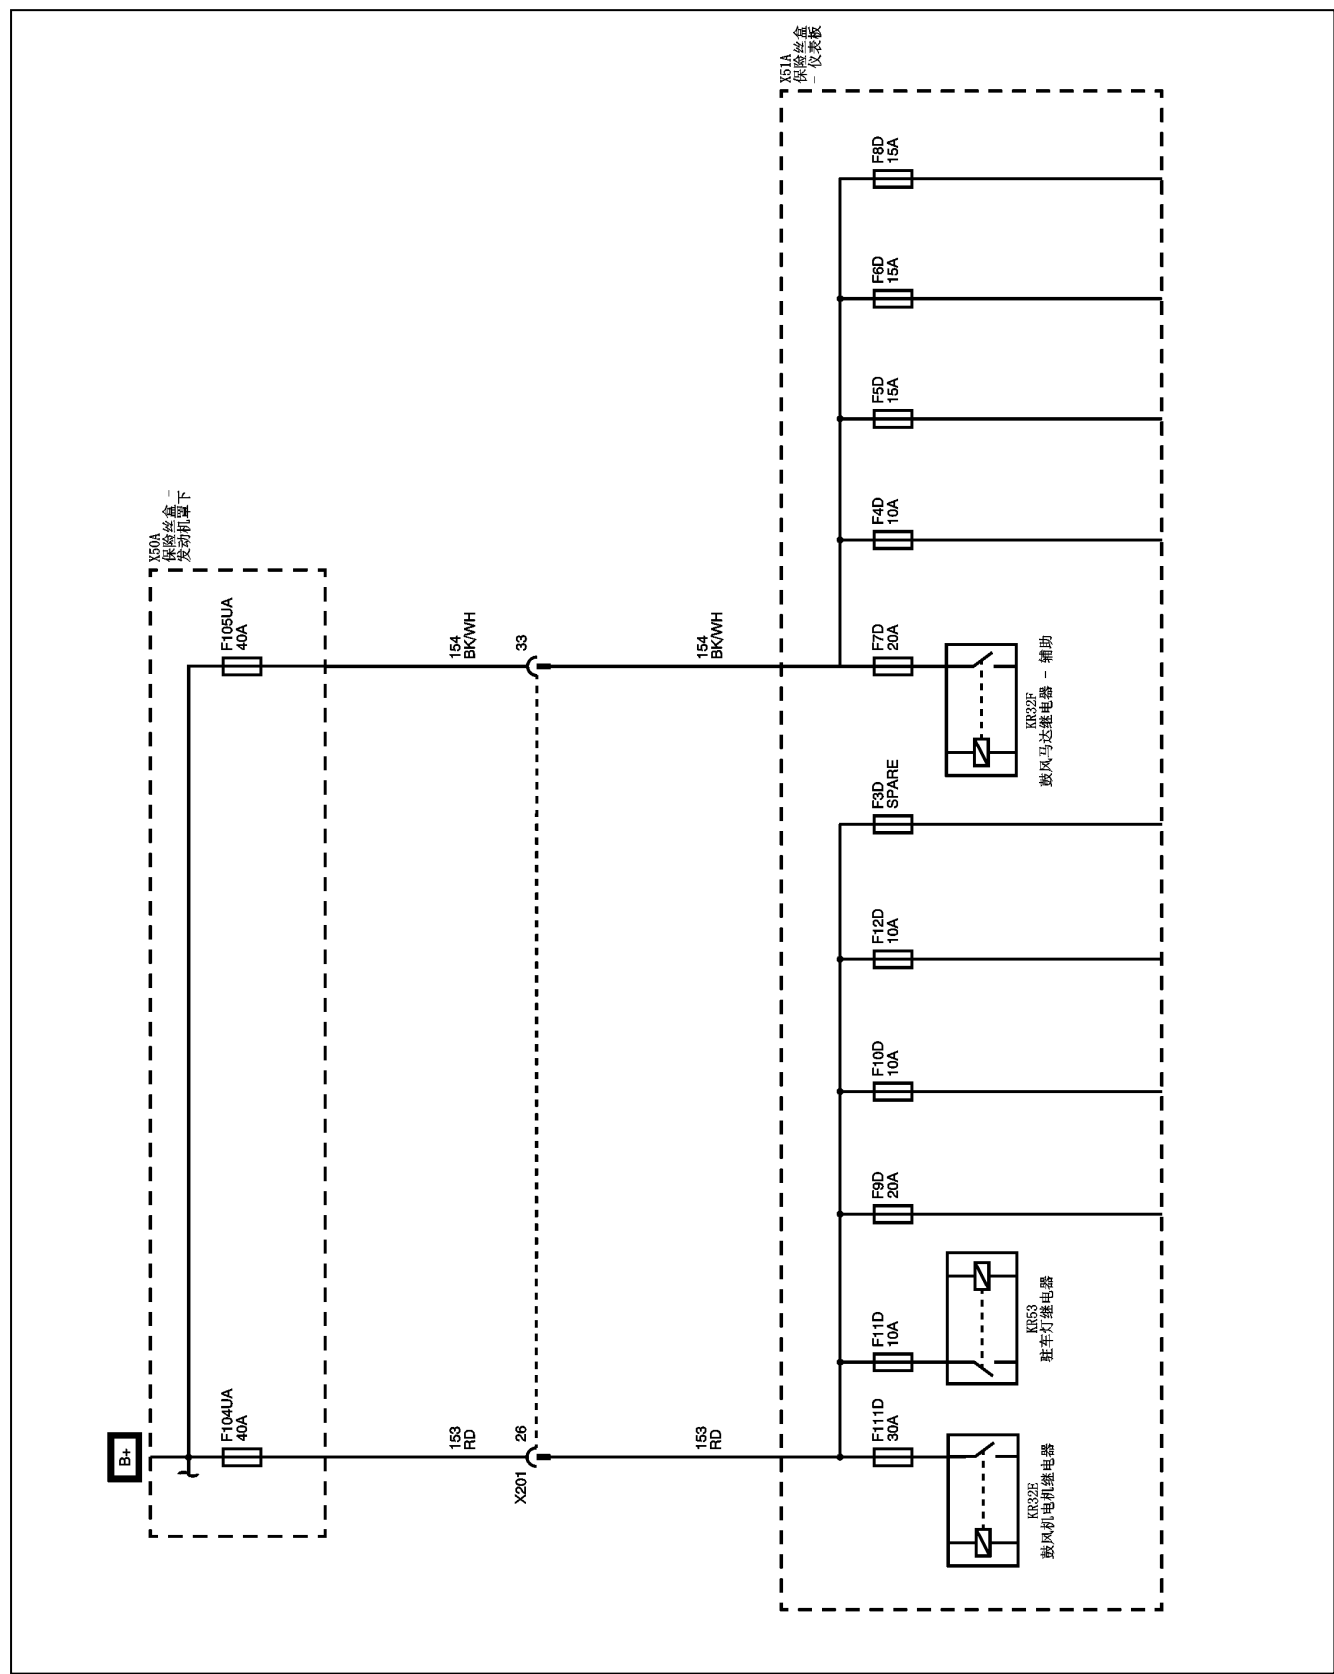 B+
X50A
保险丝盒 -
发动机罩下
F104UA
40A
F105UA
40A
153
RD
154
BK/WH
X201
26
33
153
RD
154
BK/WH
X51A
保险丝盒
- 仪表板
F111D
30A
F11D
10A
F9D
20A
F10D
10A
F12D
10A
F3D
SPARE
F7D
20A
F4D
10A
F5D
15A
F6D
15A
F8D
15A
KR32E
鼓风机电机继电器
KR53
驻车灯继电器
KR32F
鼓风马达继电器 - 辅助